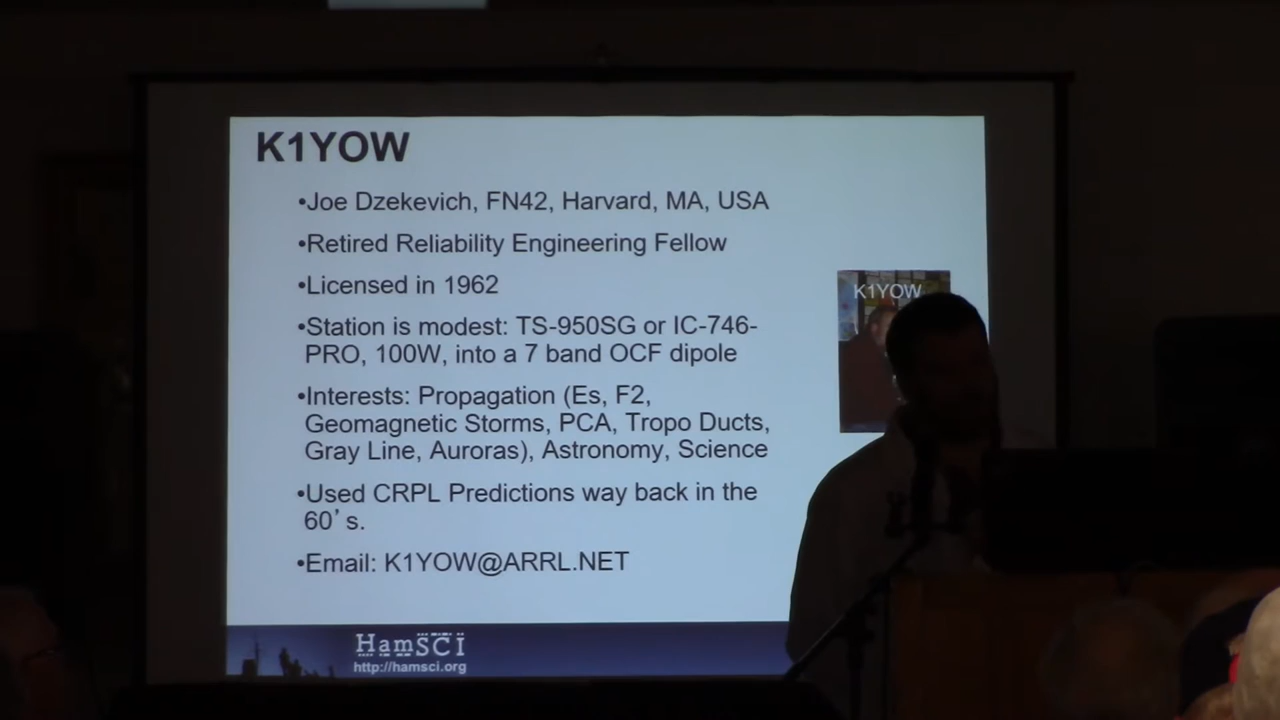 K1YOW
•Joe Dzekevich, FN42, Harvard, MA, USA
•Retired Reliability Engineering Fellow
•Licensed in 1962
•Station is modest: TS-950SG or IC-746-
PRO, 100W, into a 7 band OCF dipole
•Interests: Propagation (Es, F2,
Geomagnetic Storms, PCA, Tropo Ducts,
Gray Line, Auroras), Astronomy, Science
•Used CRPL Predictions way back in the
60's.
•Email: K1YOW@ARRL.NET
K1YOW
HamSCI
http://hamsci.org